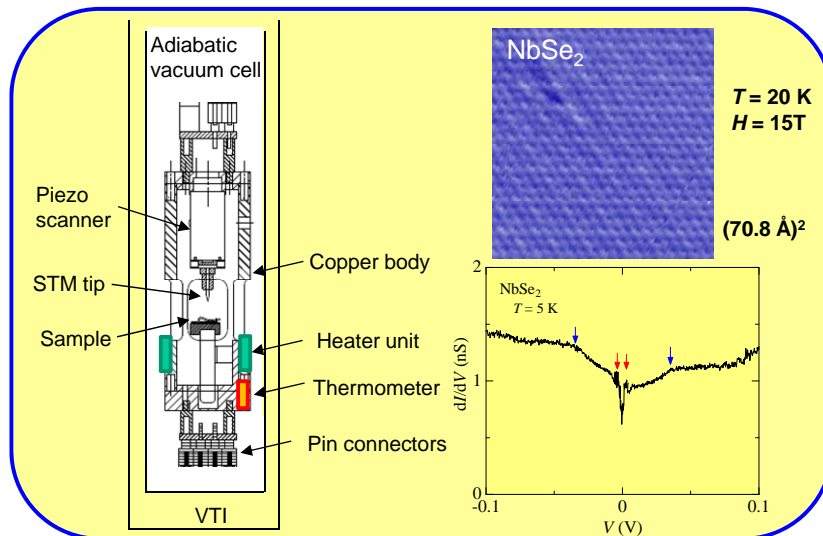 Adiabatic
vacuum cell
Piezo
scanner
STM tip
Sample
Copper body
Heater unit
Thermometer
Pin connectors
VTI
NbSe₂
T = 20 K
H = 15T
(70.8 Å)²
NbSe₂
T = 5 K
dI/dV (nS)
2
1
0
-0.1
0
0.1
V (V)